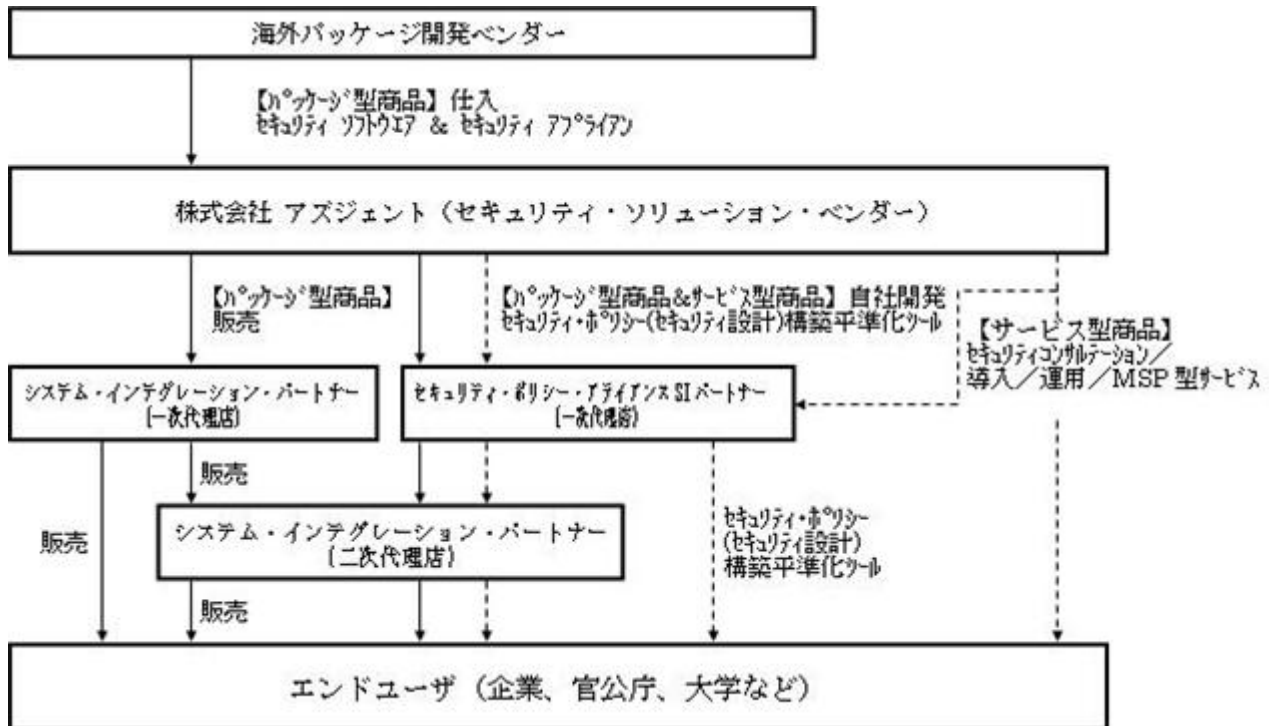 海外パッケージ開発ベンダー
【ﾊﾟｯｹｰｼﾞ型商品】仕入
ｾｷｭﾘﾃｨ ｿﾌﾄｳｴｱ & ｾｷｭﾘﾃｨ ｱﾌﾟﾗｲｱﾝ
株式会社 アズジェント（セキュリティ・ソリューション・ベンダー）
【ﾊﾟｯｹｰｼﾞ型商品】
販売
【ﾊﾟｯｹｰｼﾞ型商品&ｻｰﾋﾞｽ型商品】自社開発
ｾｷｭﾘﾃｨ･ﾎﾟﾘｼｰ(ｾｷｭﾘﾃｨ設計)構築平準化ﾂｰﾙ
【サービス型商品】
ｾｷｭﾘﾃｨｺﾝｻﾙﾃｰｼｮﾝ／
導入／運用／MSP型ｻｰﾋﾞｽ
システム・インテグレーション・パートナー
(一次代理店)
セキュリティ・ポリシー・アライアンスSIパートナー
(一次代理店)
販売
販売
システム・インテグレーション・パートナー
(二次代理店)
ｾｷｭﾘﾃｨ･ﾎﾟﾘｼｰ
(ｾｷｭﾘﾃｨ設計)
構築平準化ﾂｰﾙ
販売
エンドユーザ（企業、官公庁、大学など）